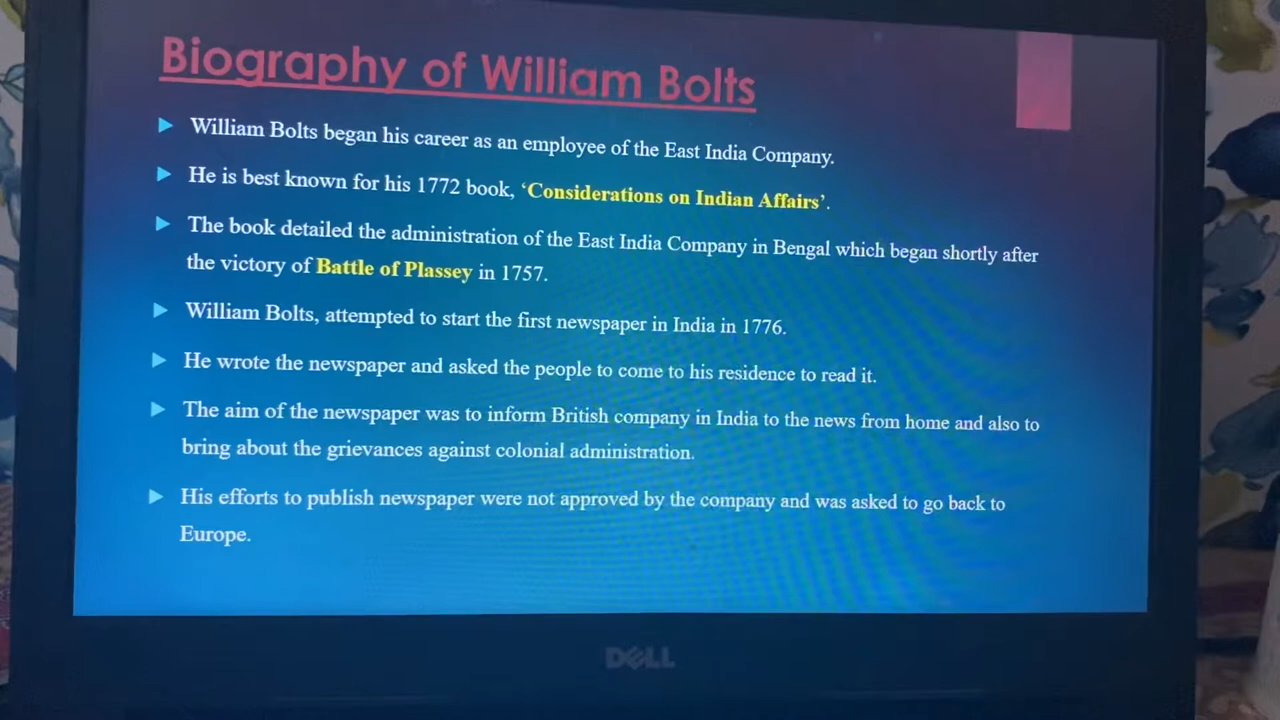 Biography of William Bolts
William Bolts began his career as an employee of the East India Company.
He is best known for his 1772 book, ‘Considerations on Indian Affairs’.
The book detailed the administration of the East India Company in Bengal which began shortly after
the victory of Battle of Plassey in 1757.
William Bolts, attempted to start the first newspaper in India in 1776.
He wrote the newspaper and asked the people to come to his residence to read it.
The aim of the newspaper was to inform British company in India to the news from home and also to
bring about the grievances against colonial administration.
His efforts to publish newspaper were not approved by the company and was asked to go back to
Europe.
DELL